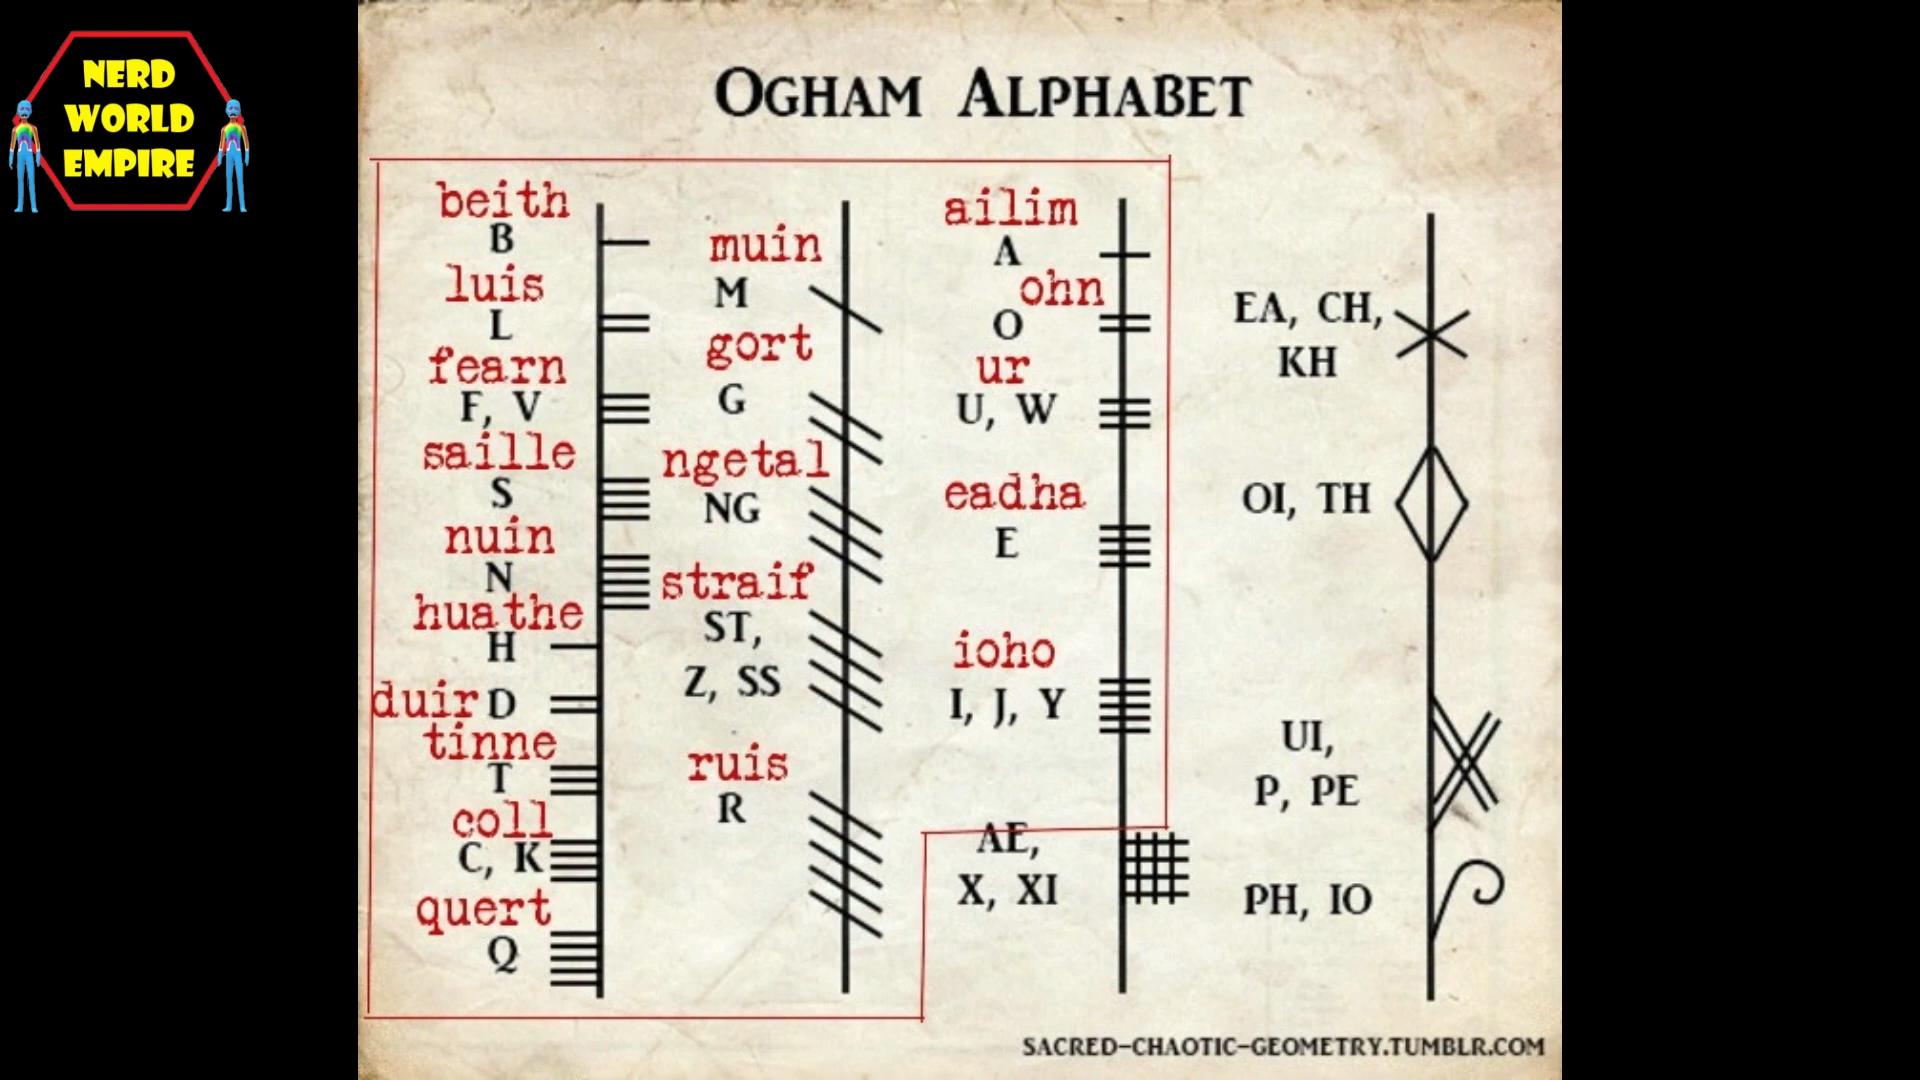 NERD
WORLD
EMPIRE
OGHAM ALPHABET
beith
B
luis
L
fearn
F, V
saille
S
nuin
N
huathe
H
duir D
tinne
T
coll
C, K
quert
Q
muin
M
gort
G
ngetal
NG
straif
ST,
Z, SS
ruis
R
ailim
A
ohn
O
ur
U, W
eadha
E
ioho
I, J, Y
AE,
X, XI
EA, CH,
KH
OI, TH
UI,
P, PE
PH, IO
SACRED-CHAOTIC-GEOMETRY.TUMBLR.COM